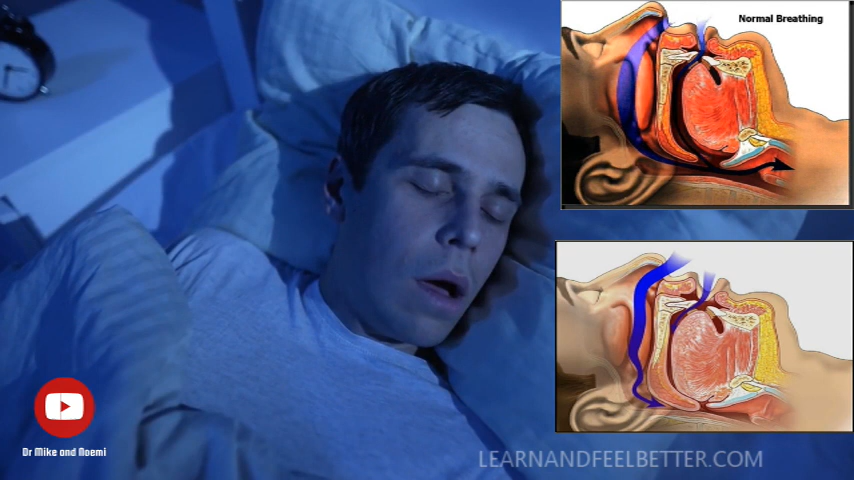 Normal Breathing
Dr Mike and Noemi
LEARNANDFEELBETTER.COM